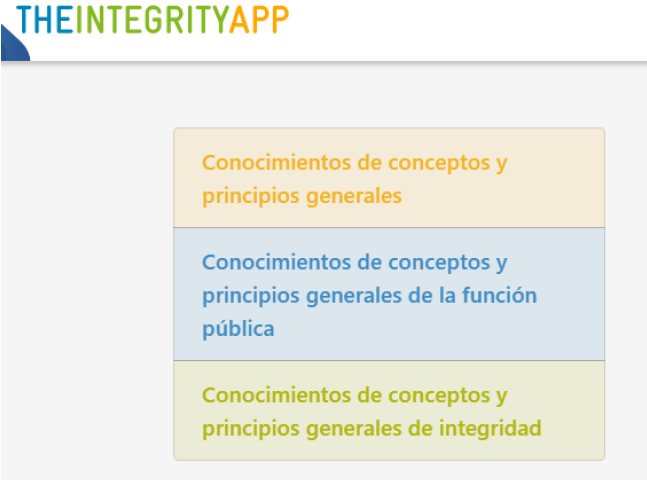 THEINTEGRITYAPP
Conocimientos de conceptos y
principios generales
Conocimientos de conceptos y
principios generales de la función
pública
Conocimientos de conceptos y
principios generales de integridad